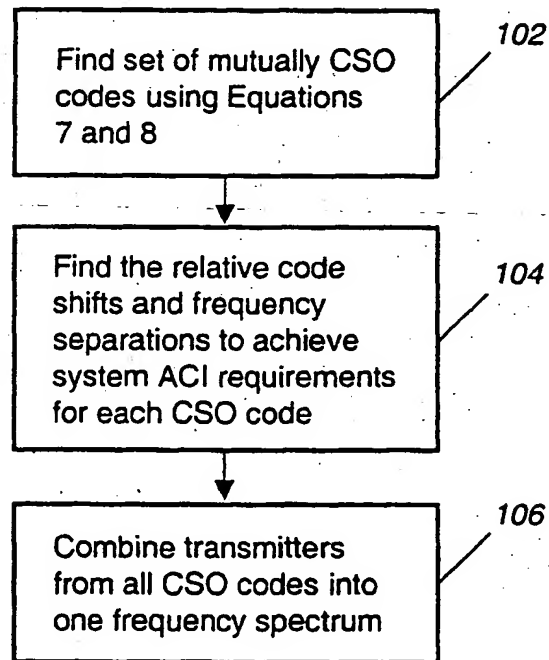 102
Find set of mutually CSO
codes using Equations
7 and 8
104
Find the relative code
shifts and frequency
separations to achieve
system ACI requirements
for each CSO code
106
Combine transmitters
from all CSO codes into
one frequency spectrum